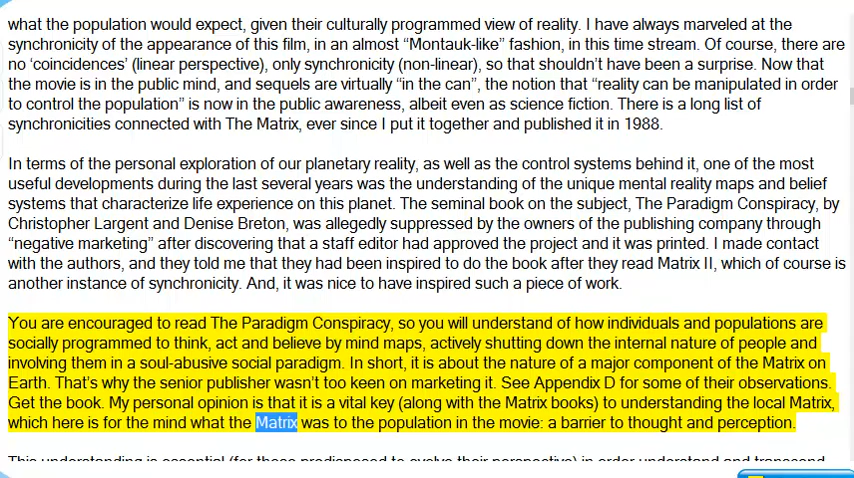 what the population would expect, given their culturally programmed view of reality. I have always marveled at the
synchronicity of the appearance of this film, in an almost “Montauk-like” fashion, in this time stream. Of course, there are
no ‘coincidences’ (linear perspective), only synchronicity (non-linear), so that shouldn’t have been a surprise. Now that
the movie is in the public mind, and sequels are virtually “in the can”, the notion that “reality can be manipulated in order
to control the population” is now in the public awareness, albeit even as science fiction. There is a long list of
synchronicities connected with The Matrix, ever since I put it together and published it in 1988.
In terms of the personal exploration of our planetary reality, as well as the control systems behind it, one of the most
useful developments during the last several years was the understanding of the unique mental reality maps and belief
systems that characterize life experience on this planet. The seminal book on the subject, The Paradigm Conspiracy, by
Christopher Largent and Denise Breton, was allegedly suppressed by the owners of the publishing company through
“negative marketing” after discovering that a staff editor had approved the project and it was printed. I made contact
with the authors, and they told me that they had been inspired to do the book after they read Matrix II, which of course is
another instance of synchronicity. And, it was nice to have inspired such a piece of work.
You are encouraged to read The Paradigm Conspiracy, so you will understand of how individuals and populations are
socially programmed to think, act and believe by mind maps, actively shutting down the internal nature of people and
involving them in a soul-abusive social paradigm. In short, it is about the nature of a major component of the Matrix on
Earth. That’s why the senior publisher wasn’t too keen on marketing it. See Appendix D for some of their observations.
Get the book. My personal opinion is that it is a vital key (along with the Matrix books) to understanding the local Matrix,
which here is for the mind what the Matrix was to the population in the movie: a barrier to thought and perception.
This understanding is essential (for those predisposed to evolve their perspective) in order understand and transcend